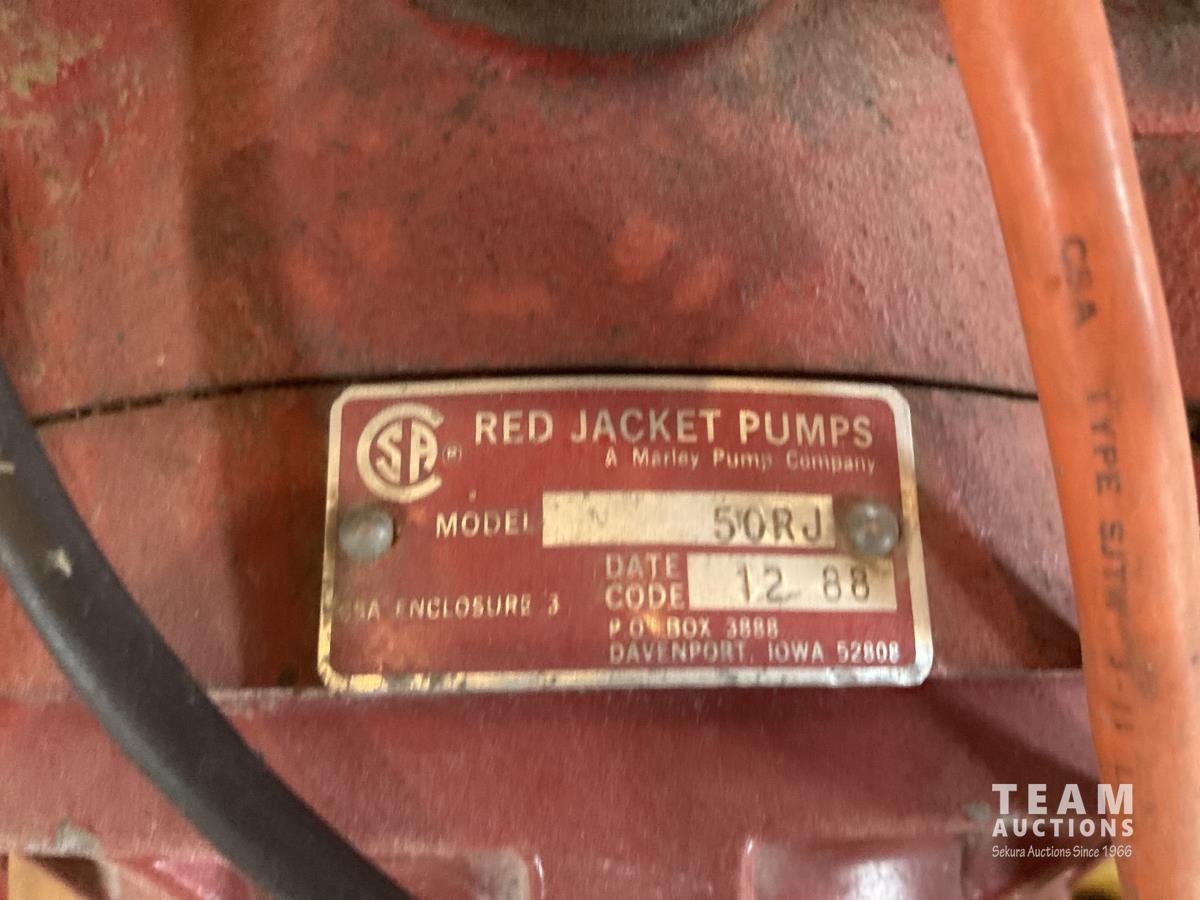 CSA® RED JACKET PUMPS
A Marley Pump Company
MODEL 50RJ
DATE CODE 12 88
CSA ENCLOSURE 3
P.O. BOX 3888
DAVENPORT, IOWA 52808
CSA TYPE
TEAM
AUCTIONS
Sekura Auctions Since 1966